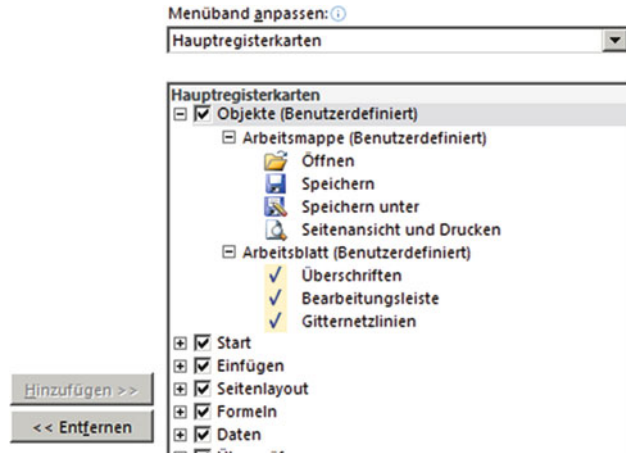 Menüband anpassen:
Hauptregisterkarten
Hauptregisterkarten
Objekte (Benutzerdefiniert)
Arbeitsmappe (Benutzerdefiniert)
Öffnen
Speichern
Speichern unter
Seitenansicht und Drucken
Arbeitsblatt (Benutzerdefiniert)
Überschriften
Bearbeitungsleiste
Gitternetzlinien
Start
Einfügen
Seitenlayout
Formeln
Daten
Hinzufügen >>
<< Entfernen